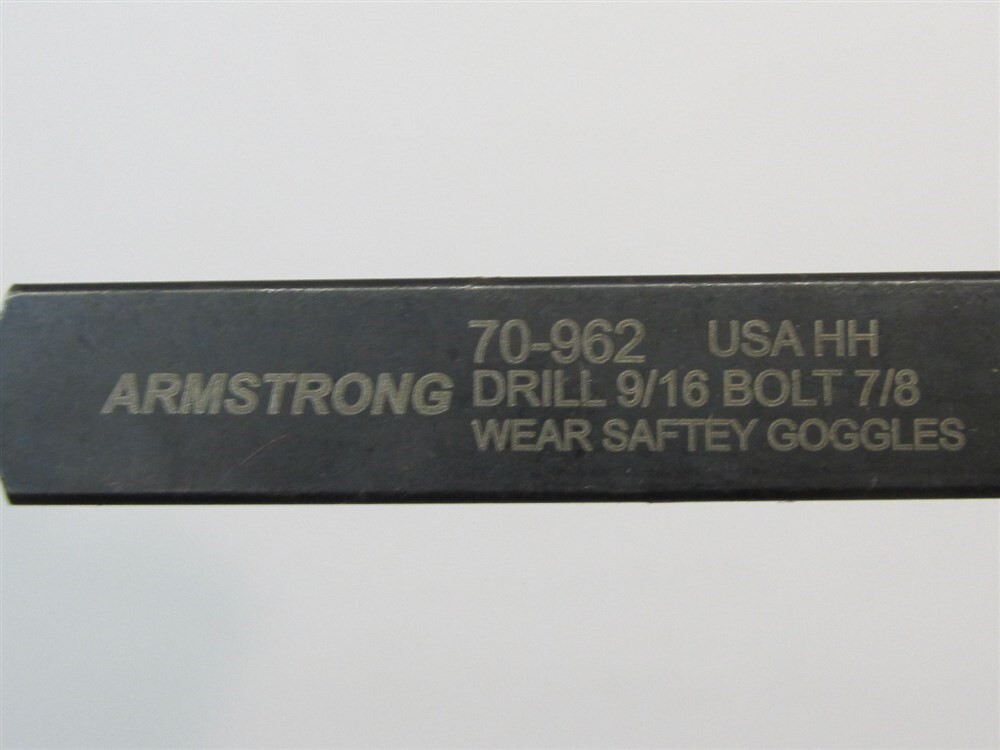 70-962 USA HH
ARMSTRONG DRILL 9/16 BOLT 7/8
WEAR SAFTEY GOGGLES